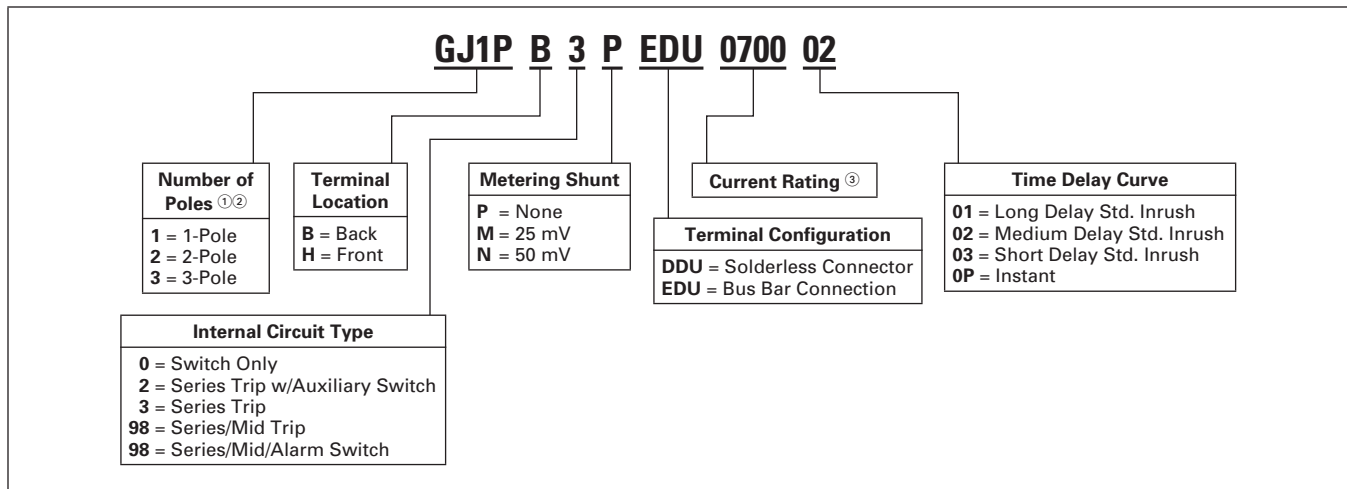 GJ1P B 3 P EDU 0700 02
Number of
Poles ①②
1 = 1-Pole
2 = 2-Pole
3 = 3-Pole
Terminal
Location
B = Back
H = Front
Metering Shunt
P = None
M = 25 mV
N = 50 mV
Current Rating ③
Terminal Configuration
DDU = Solderless Connector
EDU = Bus Bar Connection
Time Delay Curve
01 = Long Delay Std. Inrush
02 = Medium Delay Std. Inrush
03 = Short Delay Std. Inrush
0P = Instant
Internal Circuit Type
0 = Switch Only
2 = Series Trip w/Auxiliary Switch
3 = Series Trip
98 = Series/Mid Trip
98 = Series/Mid/Alarm Switch